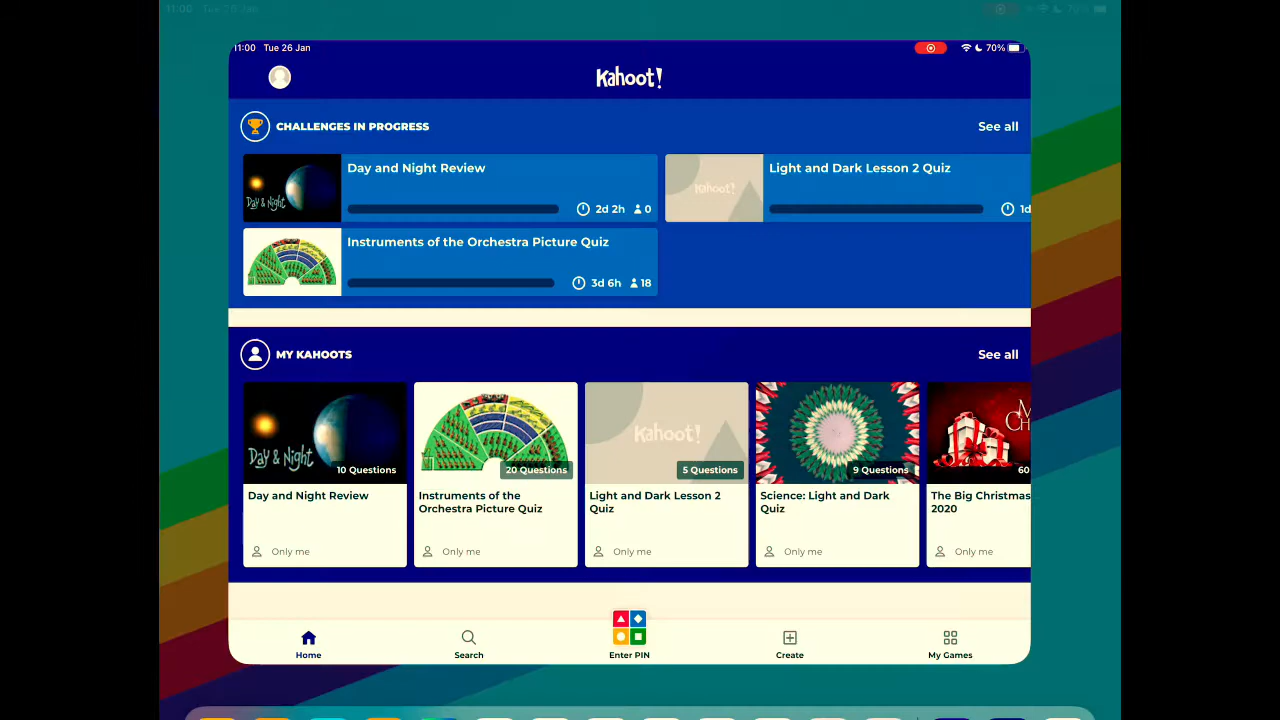 11:00 Tue 26 Jan
70%
Kahoot!
CHALLENGES IN PROGRESS
See all
Day and Night Review
Day & Night
2d 2h 0
Light and Dark Lesson 2 Quiz
Kahoot!
1d
Instruments of the Orchestra Picture Quiz
3d 6h 18
MY KAHOOTS
See all
Day & Night
10 Questions
Day and Night Review
Only me
20 Questions
Instruments of the
Orchestra Picture Quiz
Only me
Kahoot!
5 Questions
Light and Dark Lesson 2
Quiz
Only me
9 Questions
Science: Light and Dark
Quiz
Only me
60
The Big Christmas
2020
Only me
Home
Search
Enter PIN
Create
My Games